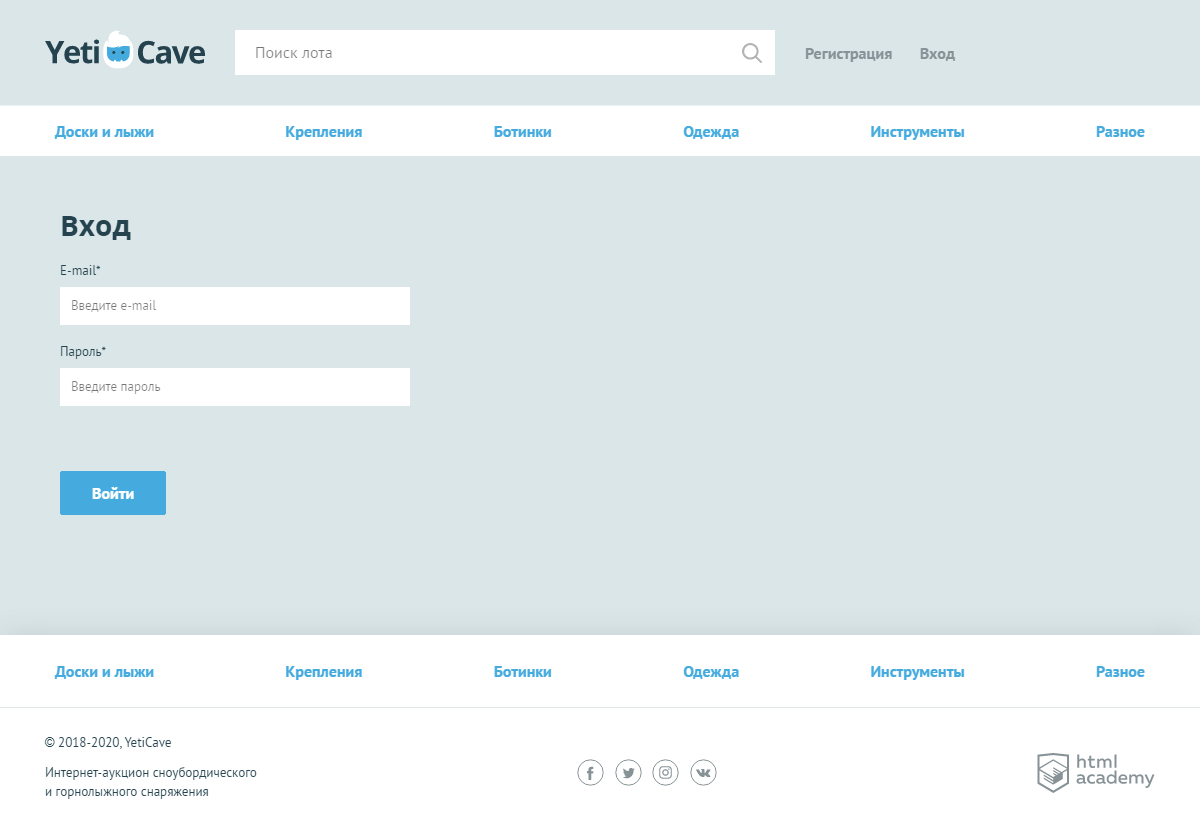 Yeti Cave
Поиск лота
Регистрация Вход
Доски и лыжи Крепления Ботинки Одежда Инструменты Разное
Вход
E-mail*
Введите e-mail
Пароль*
Введите пароль
Войти
Доски и лыжи Крепления Ботинки Одежда Инструменты Разное
© 2018-2020, YetiCave
Интернет-аукцион сноубордического
и горнолыжного снаряжения
html
academy